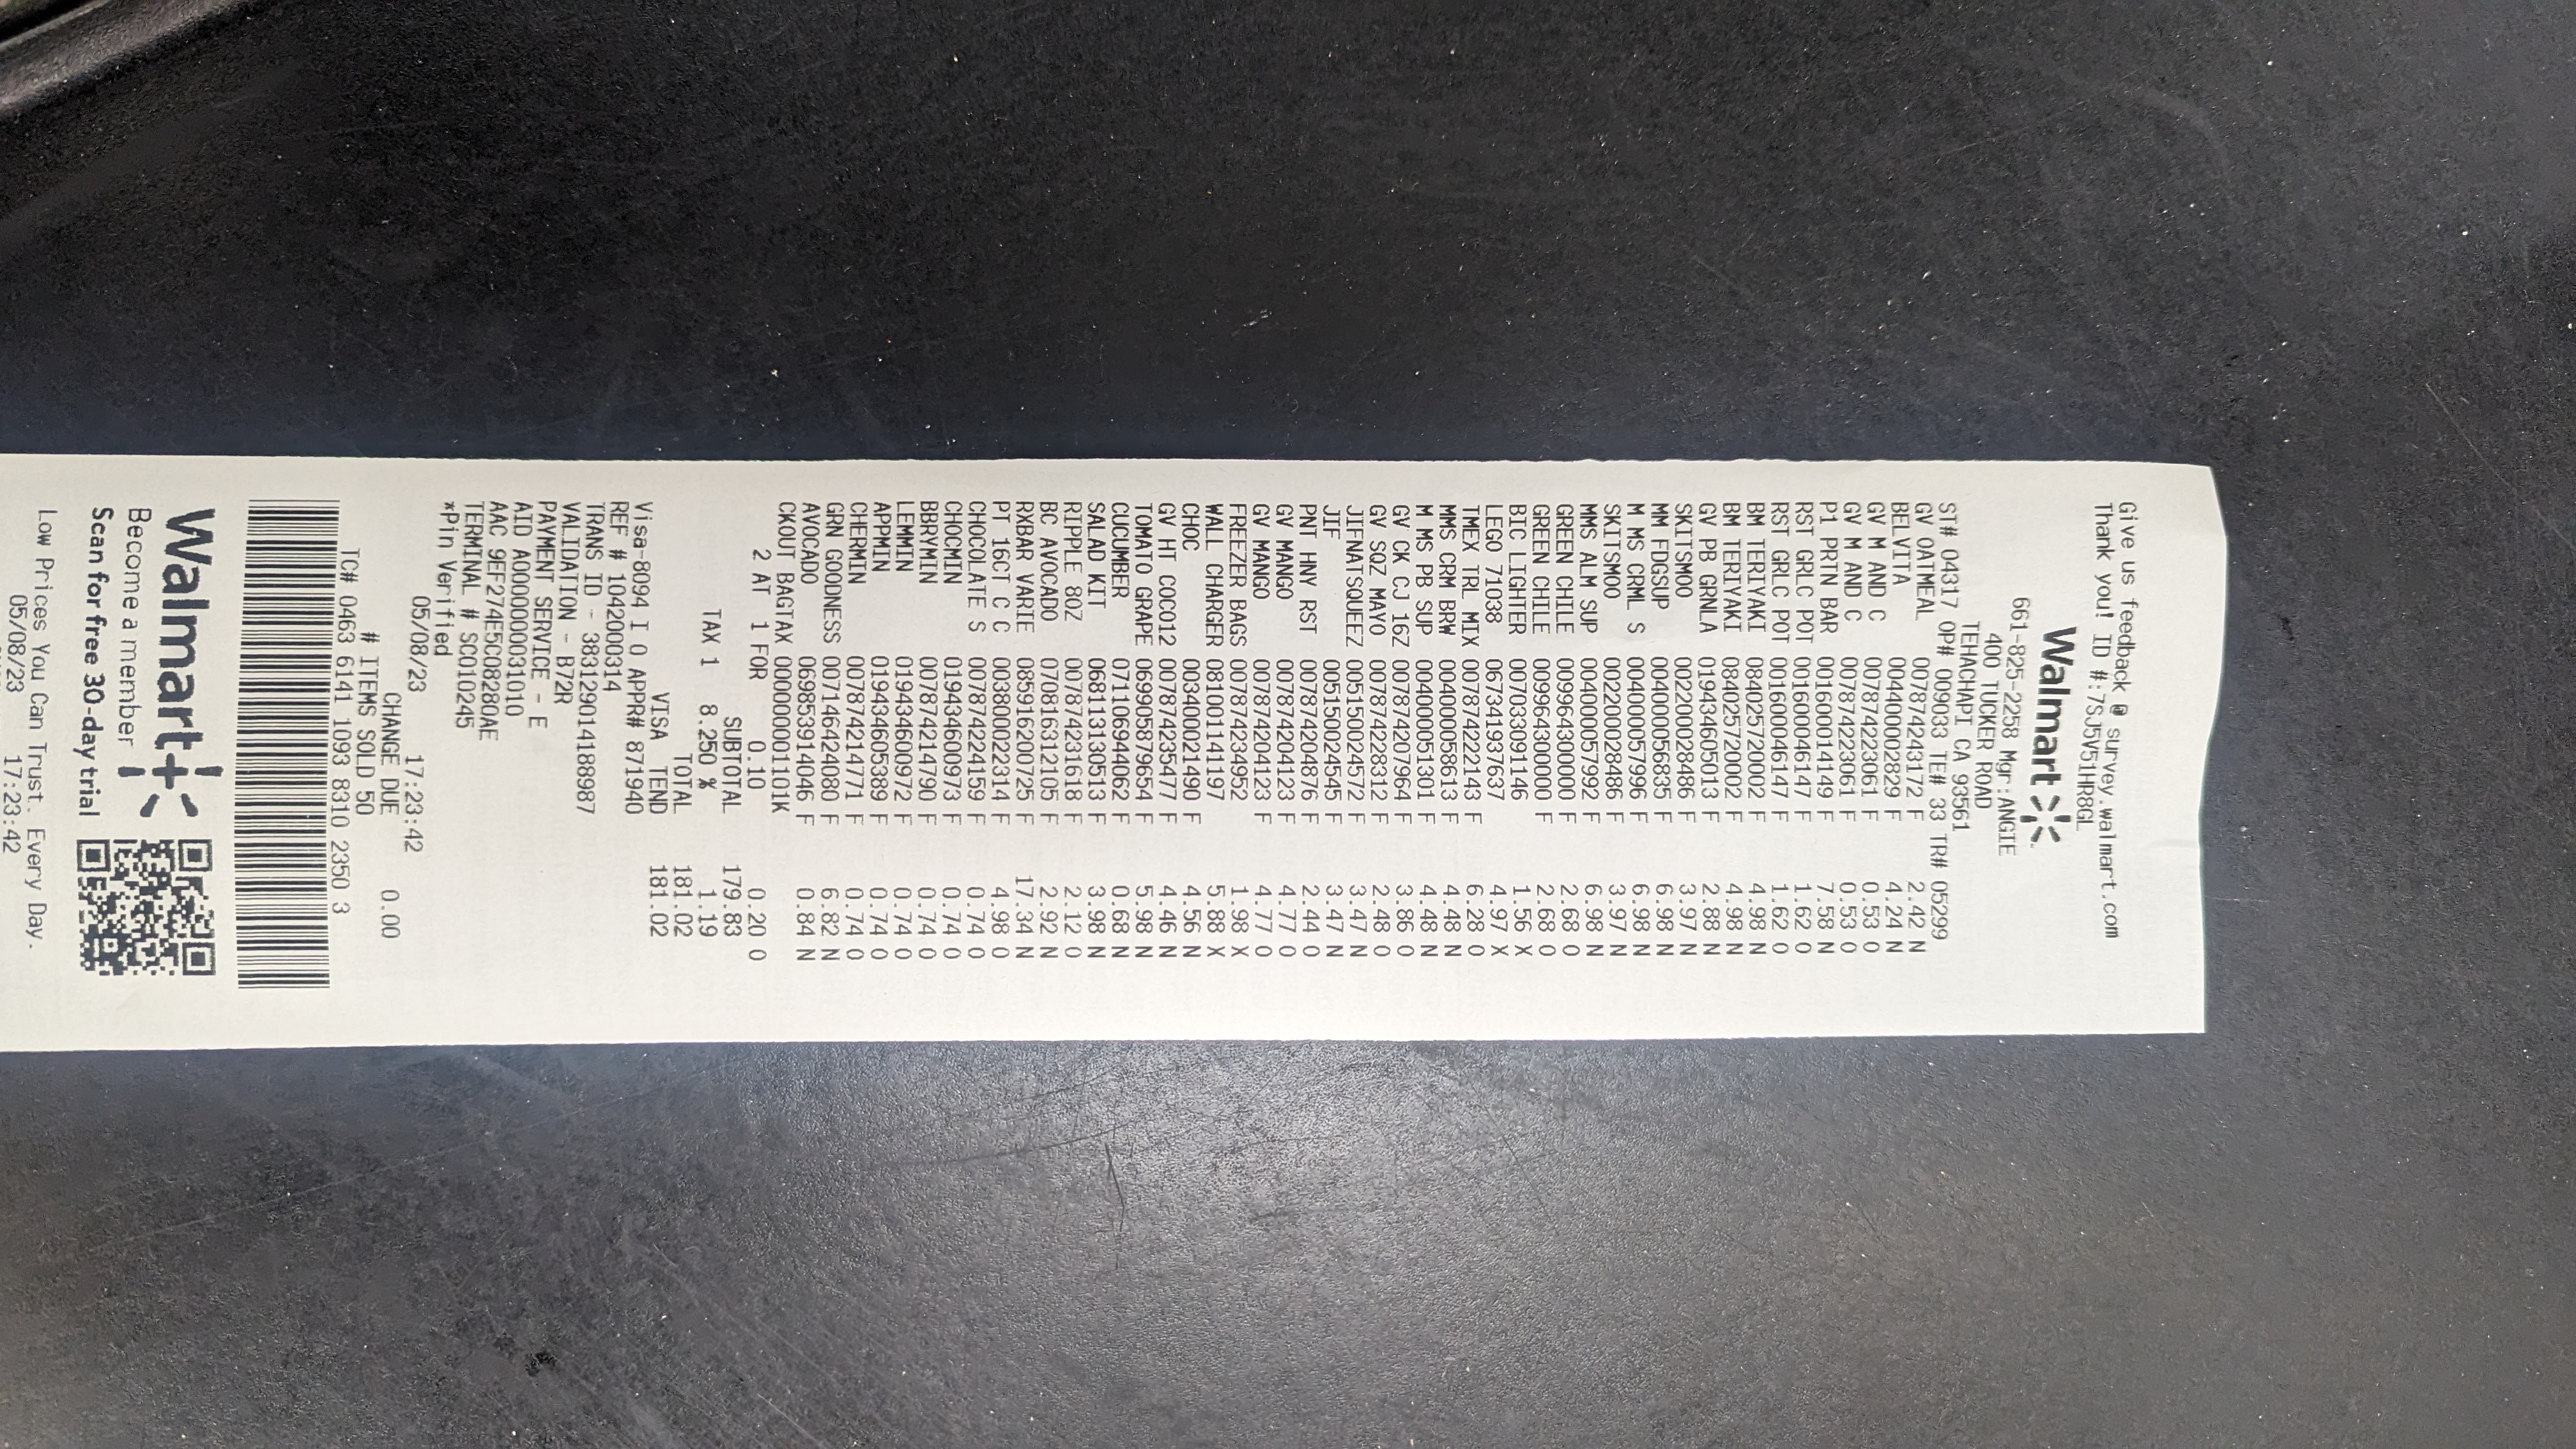 Give us feedback @ survey.walmart.com
Thank you! ID #:7SJ5V51HR8GL
Walmart
661-825-2258 Mgr:ANGIE
400 TUCKER ROAD
TEHACHAPI CA 93561
ST# 04317 OP# 009033 TE# 33 TR# 05299
GV OATMEAL 007874243172 F 2.42 N
BELVITA 004400002829 F 4.24 N
GV M AND C 007874223061 F 0.53 O
GV M AND C 007874223061 F 0.53 O
P1 PRTN BAR 001600014149 F 7.58 N
RST GRLC POT 001600046147 F 1.62 O
RST GRLC POT 001600046147 F 1.62 O
BM TERIYAKI 084025720002 F 4.98 N
BM TERIYAKI 084025720002 F 4.98 N
GV PB GRNLA 019434605013 F 2.88 N
SKITSMOO 002200028486 F 3.97 N
MM FDGSUP 004000056835 F 6.98 N
M MS CRML S 004000057996 F 6.98 N
SKITSMOO 002200028486 F 3.97 N
MMS ALM SUP 004000057992 F 6.98 N
GREEN CHILE 009964300000 F 2.68 O
GREEN CHILE 009964300000 F 2.68 O
BIC LIGHTER 007033091146 1.56 X
LEGO 71038 067341937637 4.97 X
TMEX TRL MIX 007874222143 F 6.28 O
MMS CRM BRW 004000058613 F 4.48 N
M MS PB SUP 004000051301 F 4.48 N
GV CK CJ 16Z 007874207964 F 3.86 O
GV SQZ MAYO 007874228312 F 2.48 O
JIFNATSQUEEZ 005150024572 F 3.47 N
JIF 005150024545 F 3.47 N
PNT HNY RST 007874204876 F 2.44 O
GV MANGO 007874204123 F 4.77 O
GV MANGO 007874204123 F 4.77 O
FREEZER BAGS 007874234952 1.98 X
WALL CHARGER 081001141197 5.88 X
CHOC 003400021490 F 4.56 N
GV HT COCO12 007874235477 F 4.46 N
TOMATO GRAPE 069905879654 F 5.98 N
CUCUMBER 071106944062 F 0.68 N
SALAD KIT 068113130513 F 3.98 N
RIPPLE 8OZ 007874231618 F 2.12 O
BC AVOCADO 070816312105 F 2.92 N
RXBAR VARIE 085916200725 F 17.34 N
PT 16CT C C 003800022314 F 4.98 O
CHOCOLATE S 007874224159 F 0.74 O
CHOCMIN 019434600973 F 0.74 O
BBRYMIN 007874214790 F 0.74 O
LEMMIN 019434600972 F 0.74 O
APPMIN 019434605389 F 0.74 O
CHERMIN 007874214771 F 0.74 O
GRN GOODNESS 007146424080 F 6.82 N
AVOCADO 069853914046 F 0.84 N
CKOUT BAGTAX 000000001101K
2 AT 1 FOR 0.10 0.20 O
SUBTOTAL 179.83
TAX 1 8.250 % 1.19
TOTAL 181.02
VISA TEND 181.02
Visa-8094 I 0 APPR# 871940
REF # 1042000314
TRANS ID - 383129014188987
VALIDATION - B72R
PAYMENT SERVICE - E
AID A0000000031010
AAC 9EF274E5C08280AE
TERMINAL # SC010245
*Pin Verified
05/08/23 17:23:42
CHANGE DUE 0.00
# ITEMS SOLD 50
TC# 0463 6141 1093 8310 2350 3
Walmart+
Become a member
Scan for free 30-day trial
Low Prices You Can Trust. Every Day.
05/08/23 17:23:42